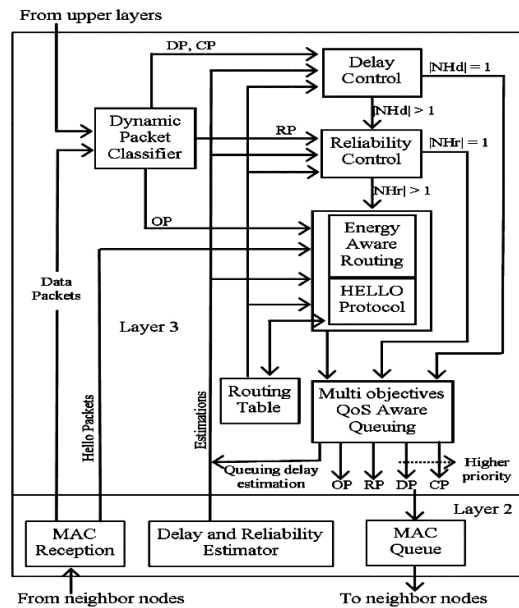 From upper layers
DP, CP
Delay
Control
|NHd| = 1
|NHd| > 1
Dynamic
Packet
Classifier
RP
Reliability
Control
|NHr| = 1
NHr| > 1
OP
Energy
Aware
Routing
HELLO
Protocol
Data
Packets
Layer 3
Hello Packets
Estimations
Routing
Table
Multi objectives
QoS Aware
Queuing
Queuing delay
estimation
OP
RP
DP
CP
Higher
priority
Layer 2
MAC
Reception
Delay and Reliability
Estimator
MAC
Queue
From neighbor nodes
To neighbor nodes